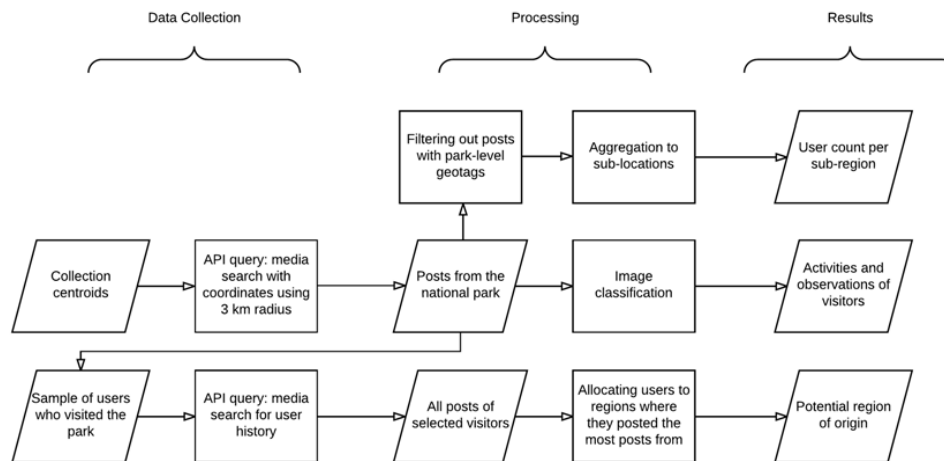 Data Collection
Processing
Results
Filtering out posts
with park-level
geotags
Aggregation to
sub-locations
User count per
sub-region
Collection
centroids
API query: media
search with
coordinates using
3 km radius
Posts from the
national park
Image
classification
Activities and
observations of
visitors
Sample of users
who visited the
park
API query: media
search for user
history
All posts of
selected visitors
Allocating users to
regions where
they posted the
most posts from
Potential region
of origin